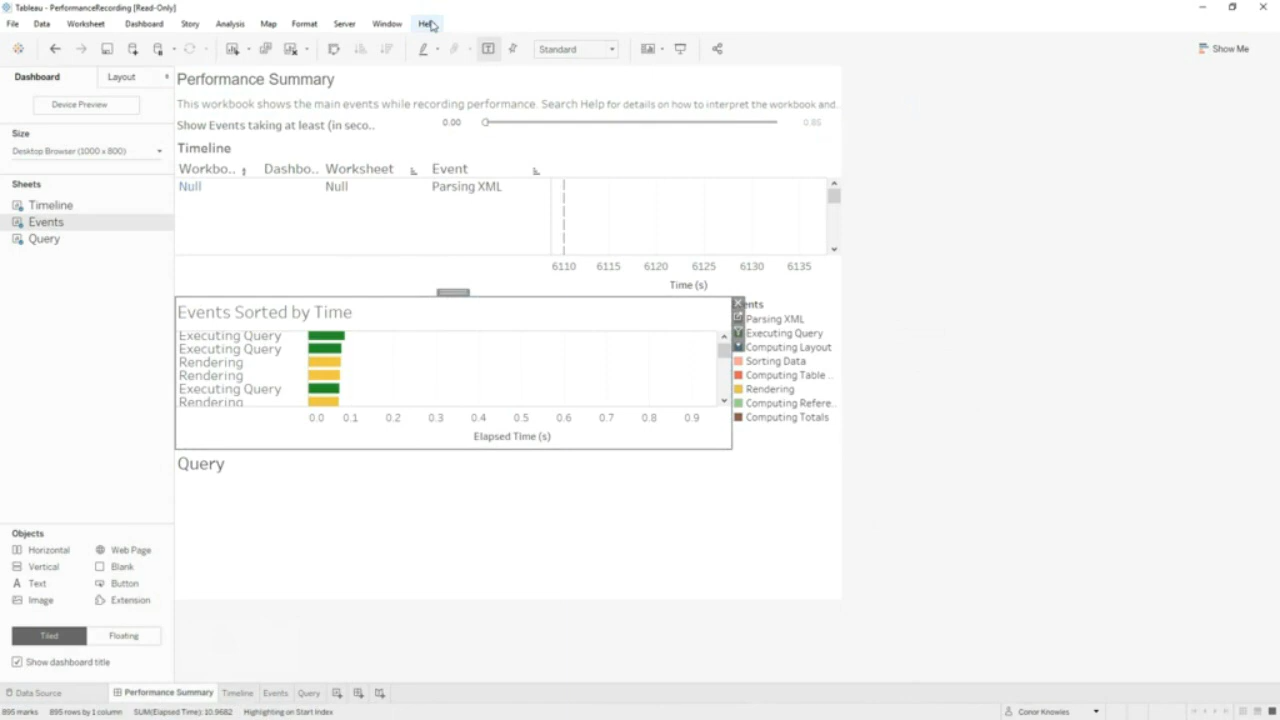 Tableau - PerformanceRecording [Read-Only]
File Data Worksheet Dashboard Story Analysis Map Format Server Window Help
Standard Show Me
Dashboard Layout
Device Preview
Size
Desktop Browser (1000 x 800)
Sheets
Timeline
Events
Query
Objects
Horizontal Web Page
Vertical Blank
Text Button
Image Extension
Tiled Floating
Show dashboard title
Performance Summary
This workbook shows the main events while recording performance. Search Help for details on how to interpret the workbook and..
Show Events taking at least (in seco.. 0.00 0.85
Timeline
Workbo.. Dashbo.. Worksheet Event
Null Null Parsing XML
6110 6115 6120 6125 6130 6135
Time (s)
Events Sorted by Time
Executing Query
Executing Query
Rendering
Rendering
Executing Query
Rendering
0.0 0.1 0.2 0.3 0.4 0.5 0.6 0.7 0.8 0.9
Elapsed Time (s)
ents
Parsing XML
Executing Query
Computing Layout
Sorting Data
Computing Table ..
Rendering
Computing Refere..
Computing Totals
Query
Data Source Performance Summary Timeline Events Query
895 marks 895 rows by 1 column SUM(Elapsed Time): 10.9682 Highlighting on Start Index Conor Knowles